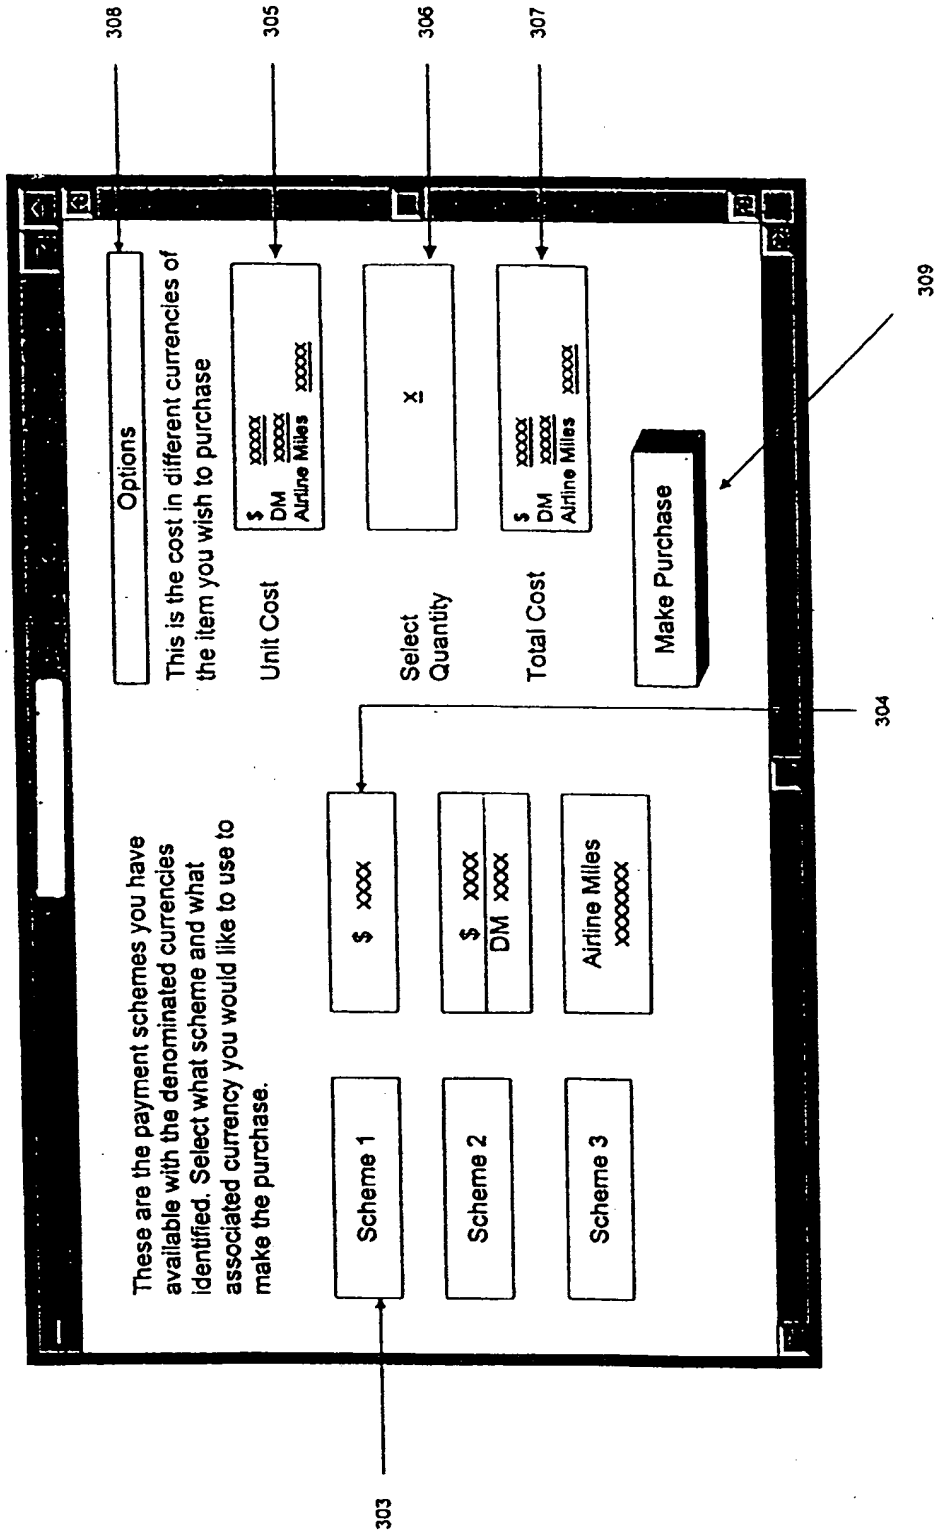 308
305
306
307
Options
This is the cost in different currencies of
the item you wish to purchase
Unit Cost
$ xxxxx
DM xxxxx
Airline Miles xxxxx
Select
Quantity
x
Total Cost
$ xxxxx
DM xxxxx
Airline Miles xxxxx
Make Purchase
309
These are the payment schemes you have
available with the denominated currencies
identified. Select what scheme and what
associated currency you would like to use to
make the purchase.
Scheme 1
$ xxxx
Scheme 2
$ xxxx
DM xxxx
Scheme 3
Airline Miles
xxxxxxx
304
303